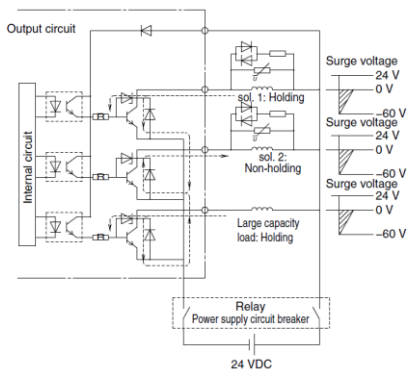 Output circuit
Internal circuit
sol. 1: Holding
sol. 2:
Non-holding
Large capacity
load: Holding
Surge voltage
24 V
0 V
−60 V
Surge voltage
24 V
0 V
−60 V
Surge voltage
24 V
0 V
−60 V
Relay
Power supply circuit breaker
24 VDC